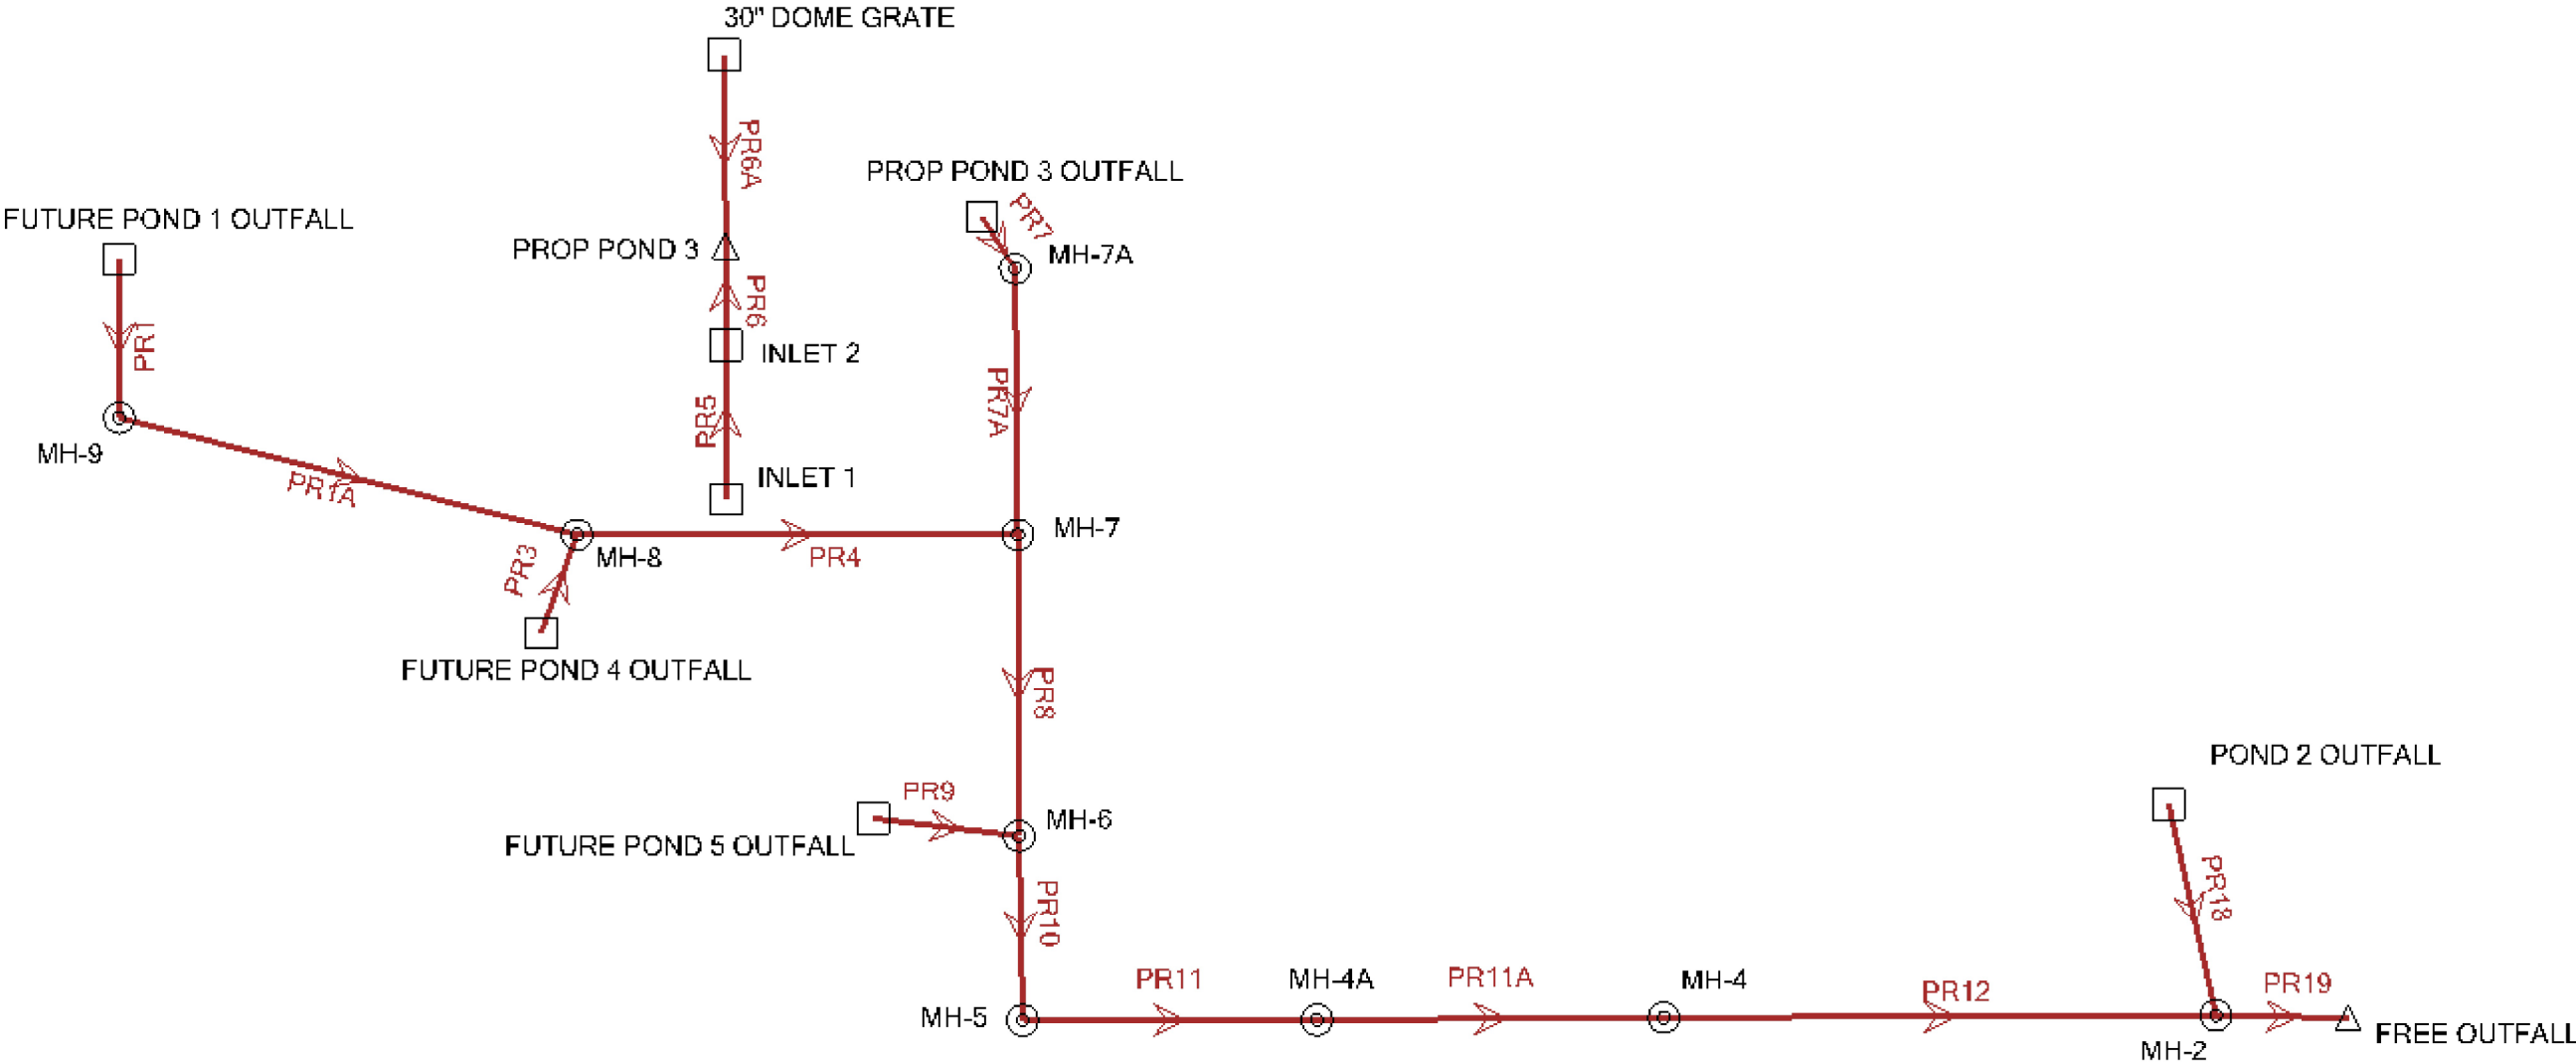 30" DOME GRATE
PR6A
PROP POND 3 OUTFALL
PR7
FUTURE POND 1 OUTFALL
PROP POND 3
MH-7A
PR6
PR1
INLET 2
PR7A
PR5
MH-9
INLET 1
PR1A
MH-7
MH-8
PR4
PR3
FUTURE POND 4 OUTFALL
PR8
POND 2 OUTFALL
PR9
MH-6
FUTURE POND 5 OUTFALL
PR18
PR10
PR11
MH-4A
PR11A
MH-4
PR12
PR19
MH-5
FREE OUTFALL
MH-2